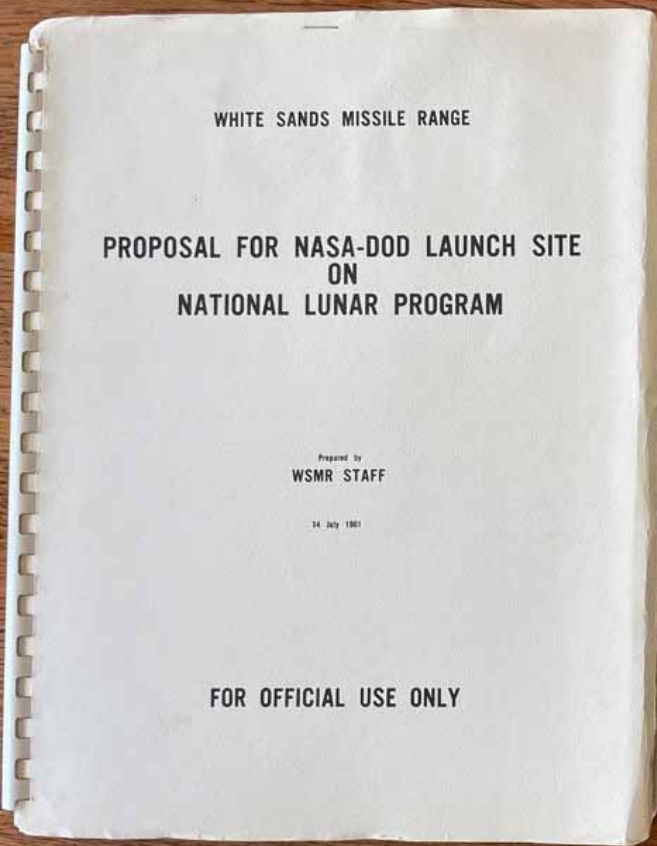 WHITE SANDS MISSILE RANGE
PROPOSAL FOR NASA-DOD LAUNCH SITE
ON
NATIONAL LUNAR PROGRAM
Prepared by
WSMR STAFF
14 July 1961
FOR OFFICIAL USE ONLY